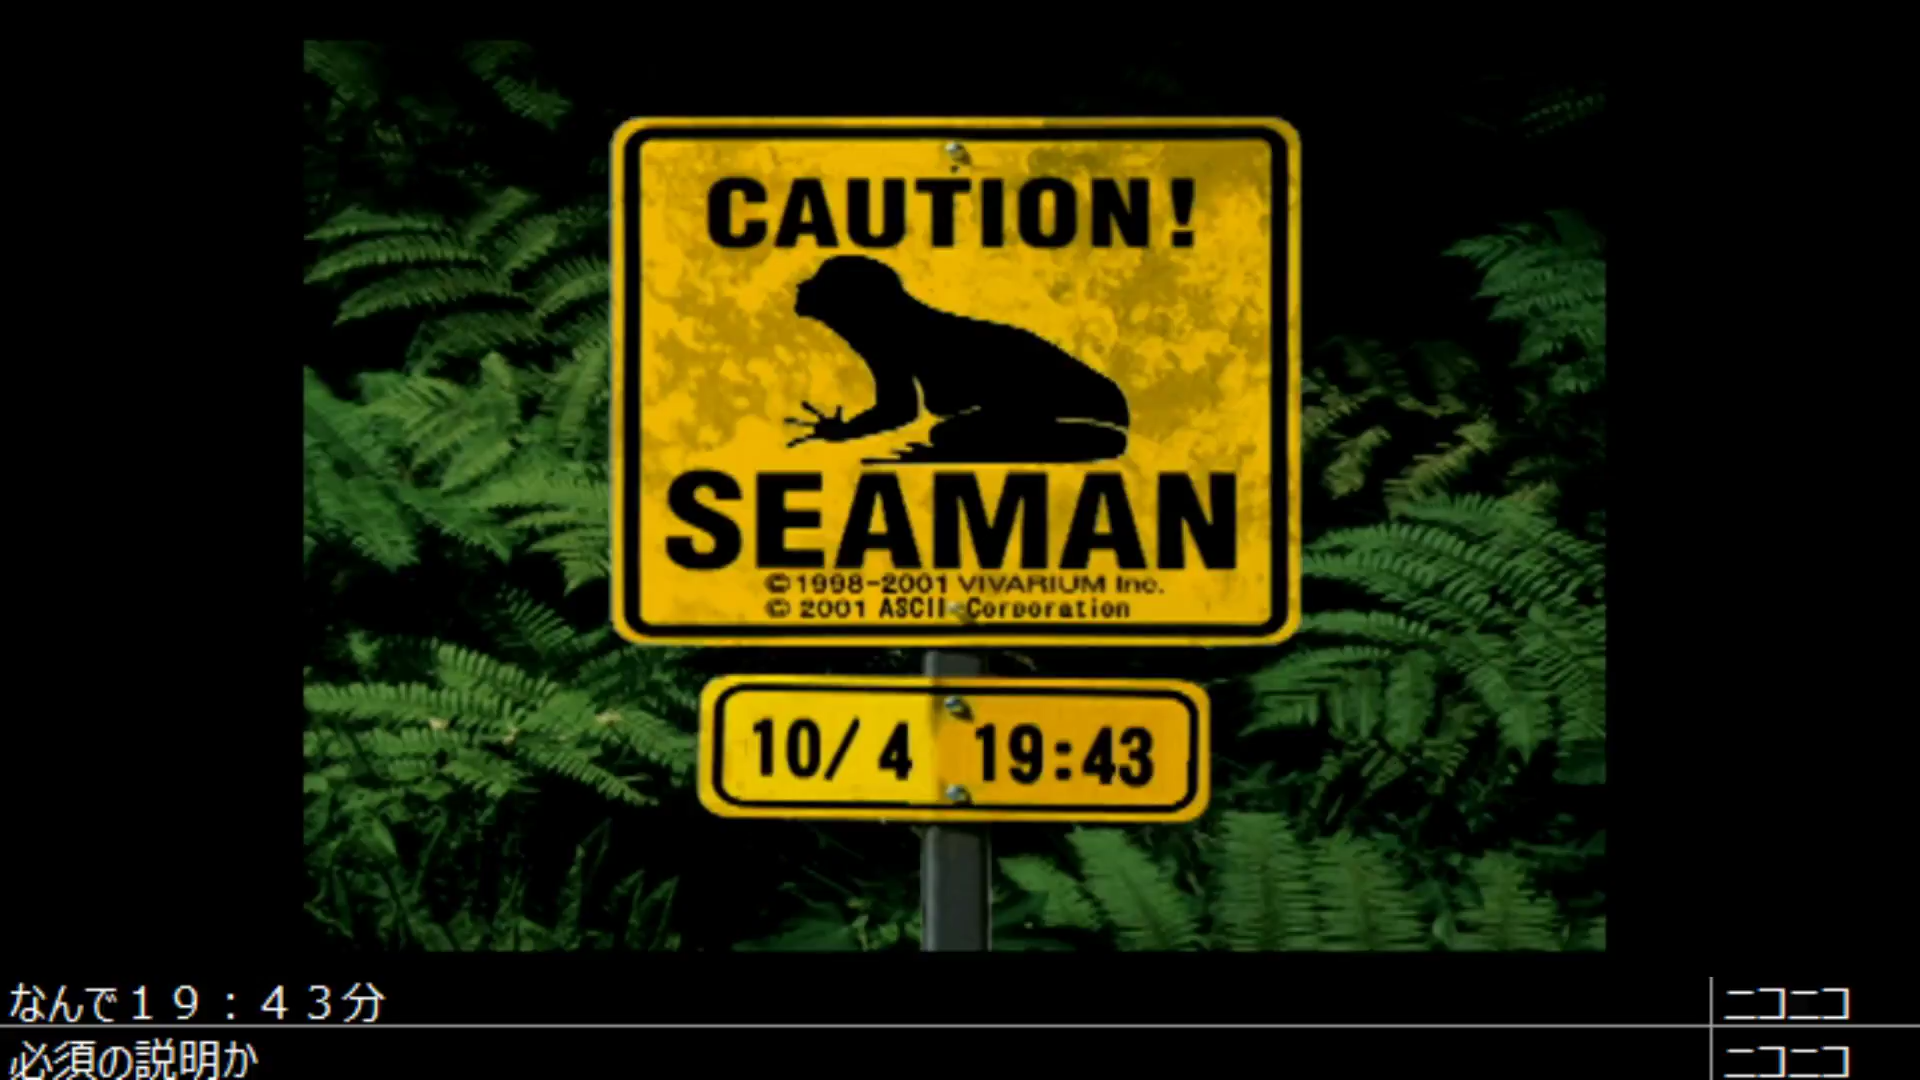 CAUTION!
SEAMAN
©1998-2001 VIVARIUM Inc.
© 2001 ASCII Corporation
10/ 4 19:43
なんで１９：４３分 ニコニコ
必須の説明か ニコニコ